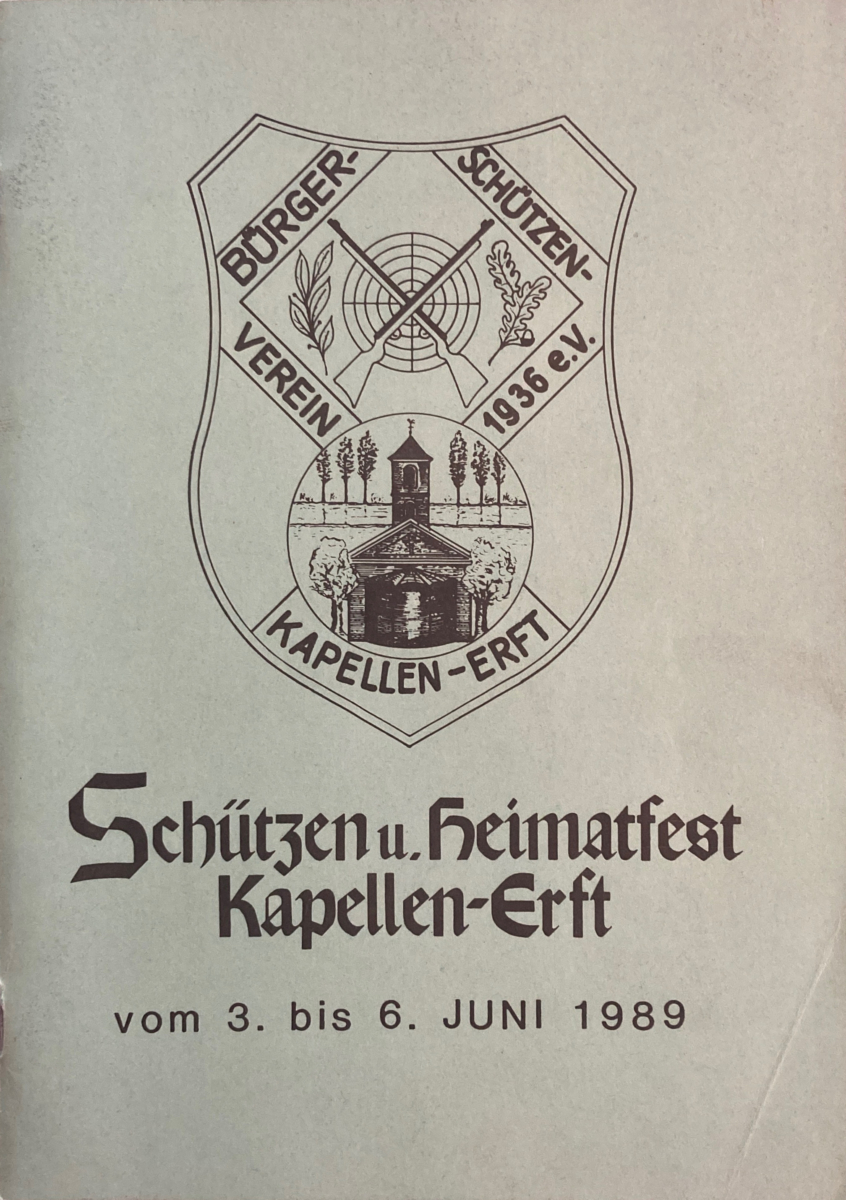 BÜRGER-
SCHÜTZEN-
VEREIN
1936 e.V.
KAPELLEN-ERFT
Schützen u. Heimatfest
Kapellen-Erft
vom 3. bis 6. JUNI 1989